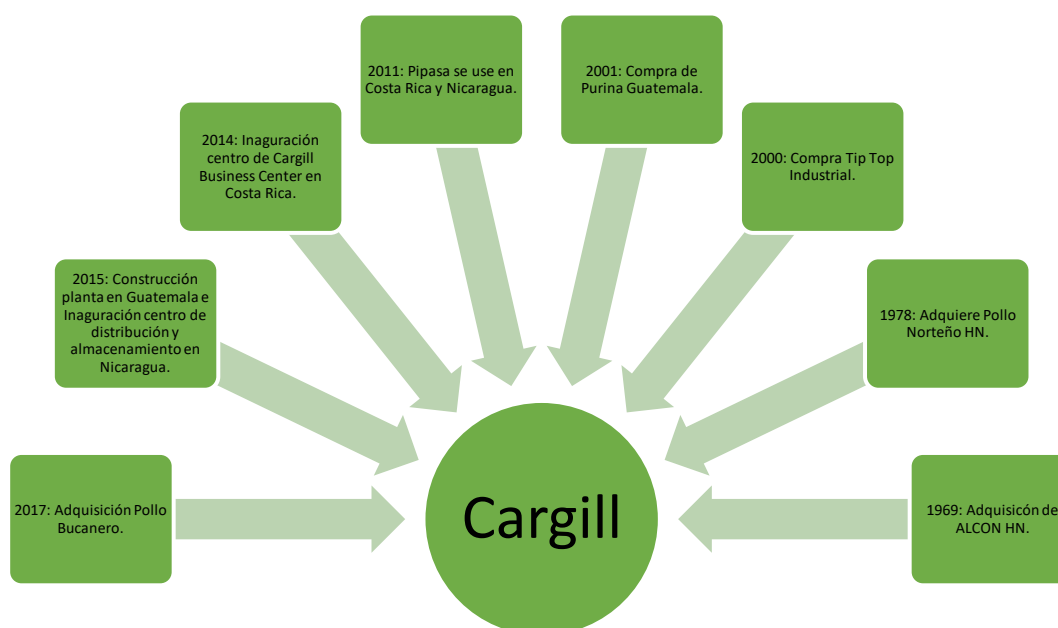 2011: Pipasa se use en
Costa Rica y Nicaragua.
2001: Compra de
Purina Guatemala.
2014: Inaguración
centro de Cargill
Business Center en
Costa Rica.
2000: Compra Tip Top
Industrial.
2015: Construcción
planta en Guatemala e
Inaguración centro de
distribución y
almacenamiento en
Nicaragua.
1978: Adquiere Pollo
Norteño HN.
2017: Adquisición Pollo
Bucanero.
Cargill
1969: Adquisicón de
ALCON HN.